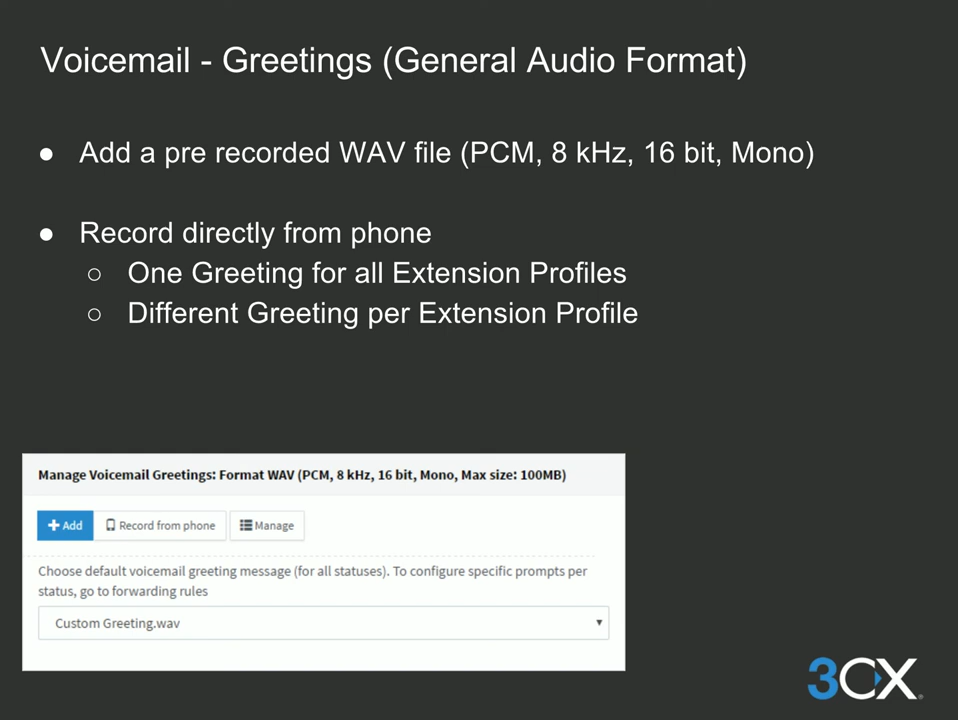 Voicemail - Greetings (General Audio Format)
● Add a pre recorded WAV file (PCM, 8 kHz, 16 bit, Mono)
● Record directly from phone
○ One Greeting for all Extension Profiles
○ Different Greeting per Extension Profile
Manage Voicemail Greetings: Format WAV (PCM, 8 kHz, 16 bit, Mono, Max size: 100MB)
Add Record from phone Manage
Choose default voicemail greeting message (for all statuses). To configure specific prompts per
status, go to forwarding rules
Custom Greeting.wav
3CX®